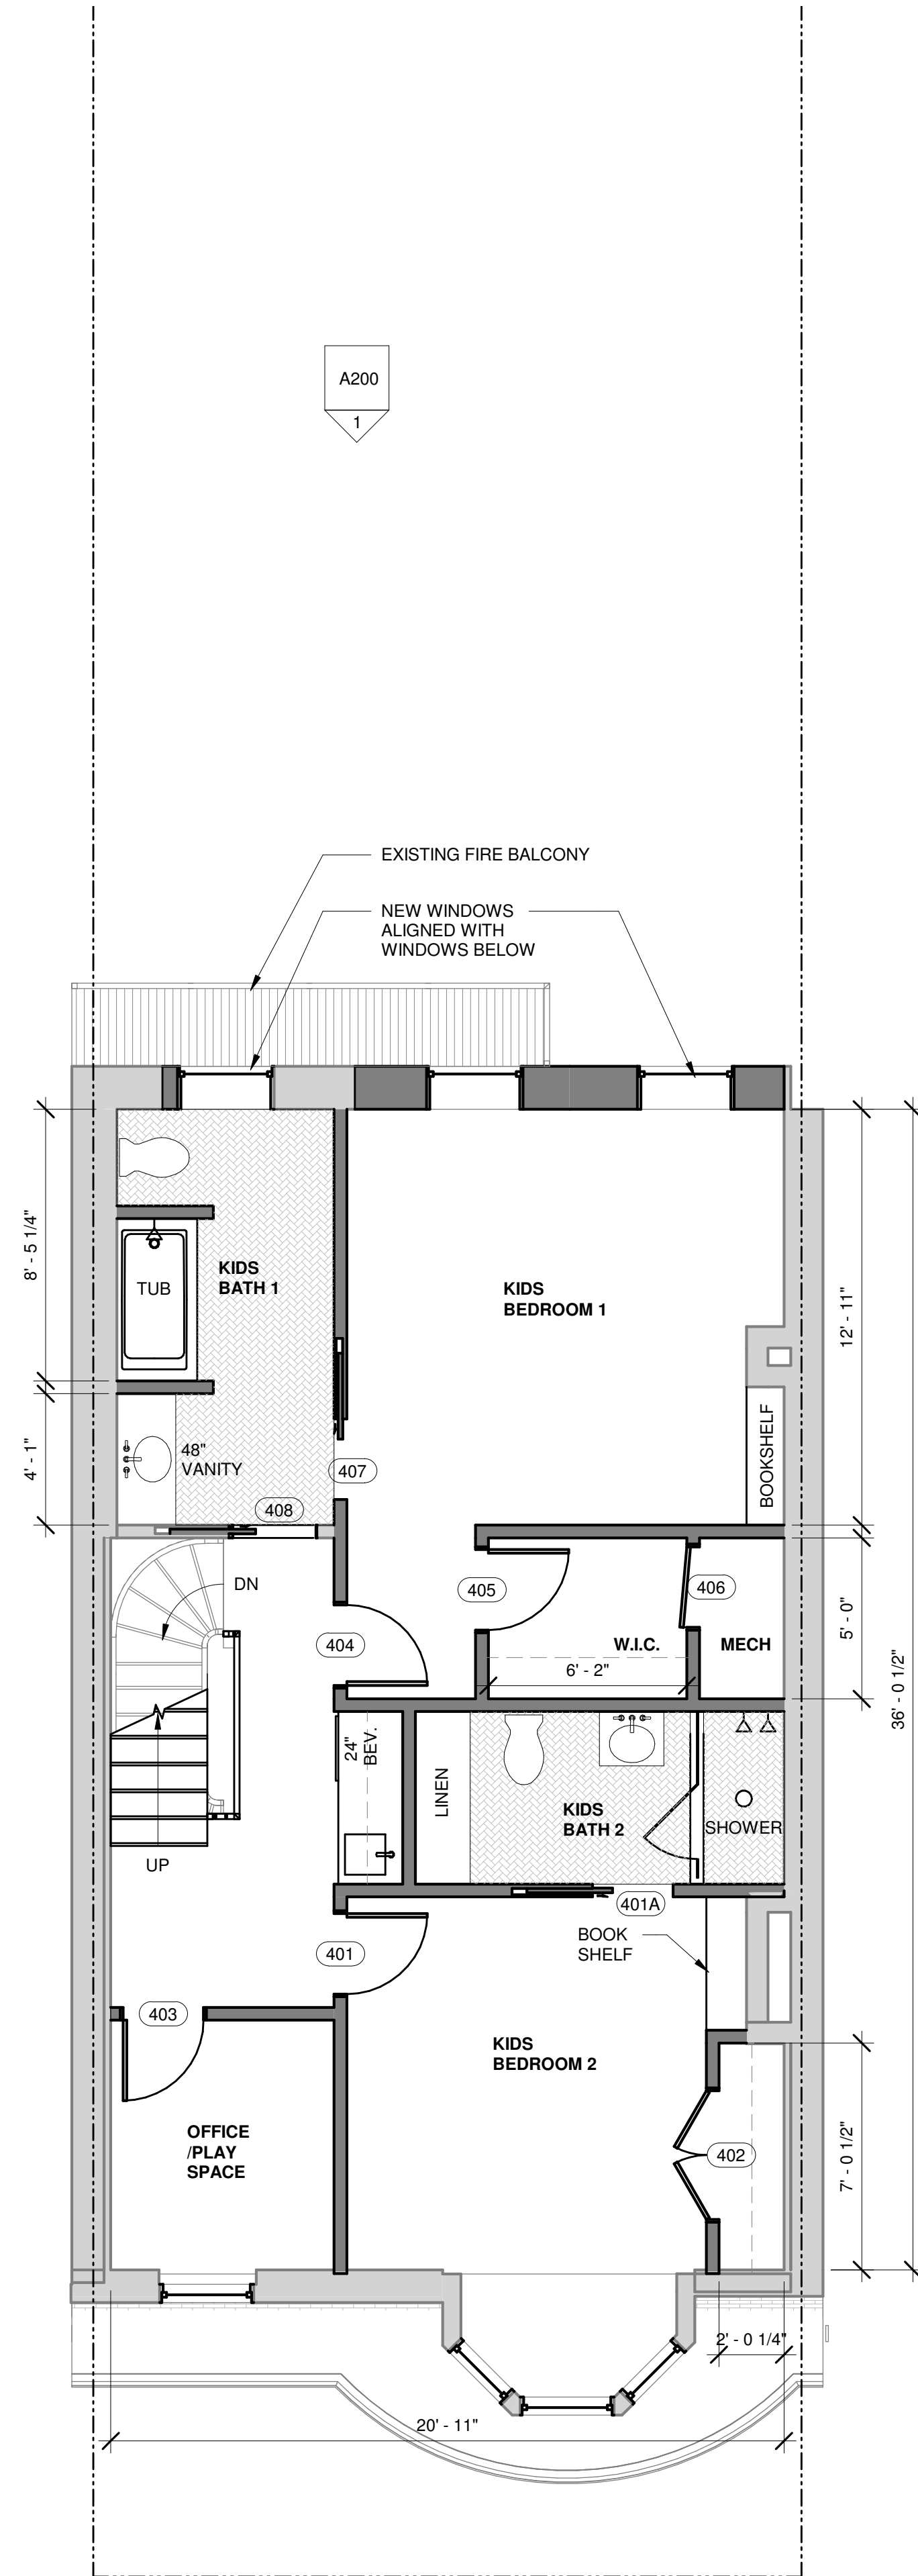 A200
1
EXISTING FIRE BALCONY
NEW WINDOWS
ALIGNED WITH
WINDOWS BELOW
8' - 5 1/4"
TUB
KIDS
BATH 1
KIDS
BEDROOM 1
12' - 11"
4' - 1"
48"
VANITY
407
408
BOOKSHELF
DN
405
406
404
W.I.C.
MECH
5' - 0"
6' - 2"
36' - 0 1/2"
24"
BEV.
LINEN
KIDS
BATH 2
SHOWER
UP
401A
BOOK
SHELF
401
403
KIDS
BEDROOM 2
OFFICE
/PLAY
SPACE
402
7' - 0 1/2"
2' - 0 1/4"
20' - 11"